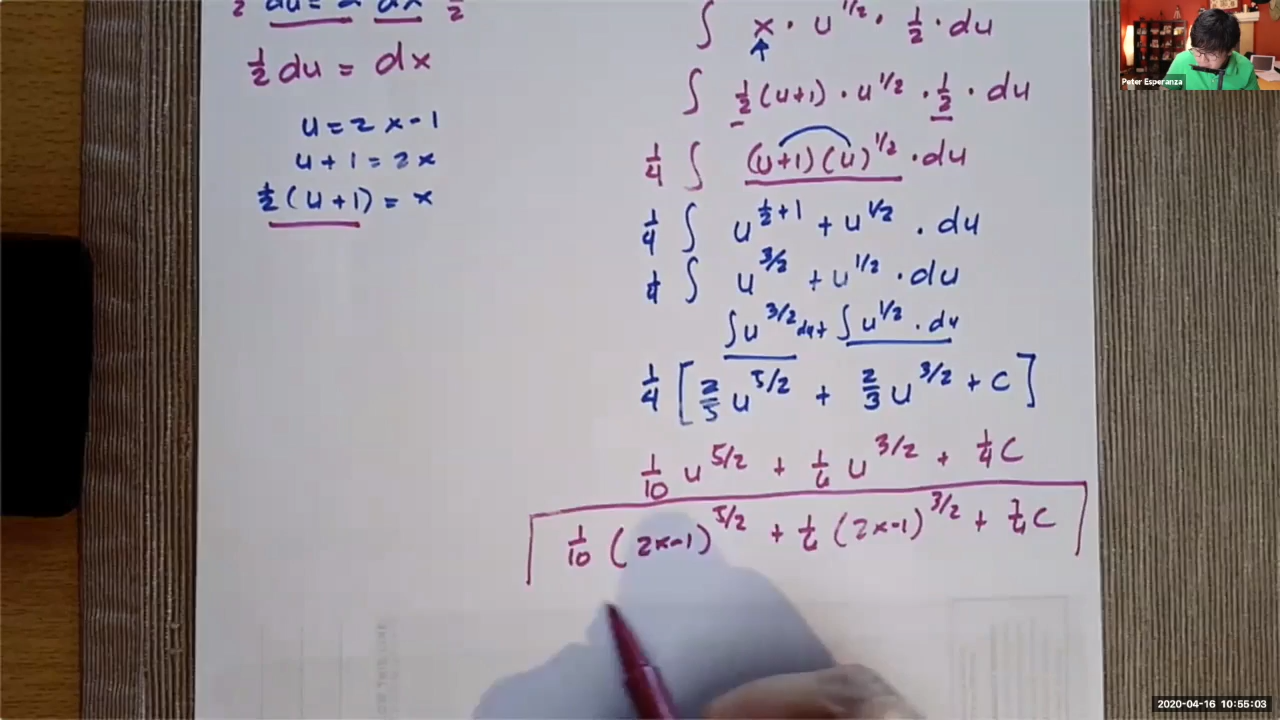 ½ du = dx
u = 2x-1
u + 1 = 2x
½(u+1) = x
∫ x · u^1/2 · ½ · du
∫ ½(u+1) · u^1/2 · ½ · du
¼ ∫ (u+1)(u)^1/2 · du
¼ ∫ u^½+1 + u^1/2 · du
¼ ∫ u^3/2 + u^1/2 · du
∫u^3/2 du + ∫u^1/2 · du
¼ [2/5 u^5/2 + 2/3 u^3/2 + C]
1/10 u^5/2 + 1/6 u^3/2 + ¼ C
1/10 (2x-1)^5/2 + 1/6 (2x-1)^3/2 + ¼ C
Peter Esperanza
2020-04-16 10:55:03